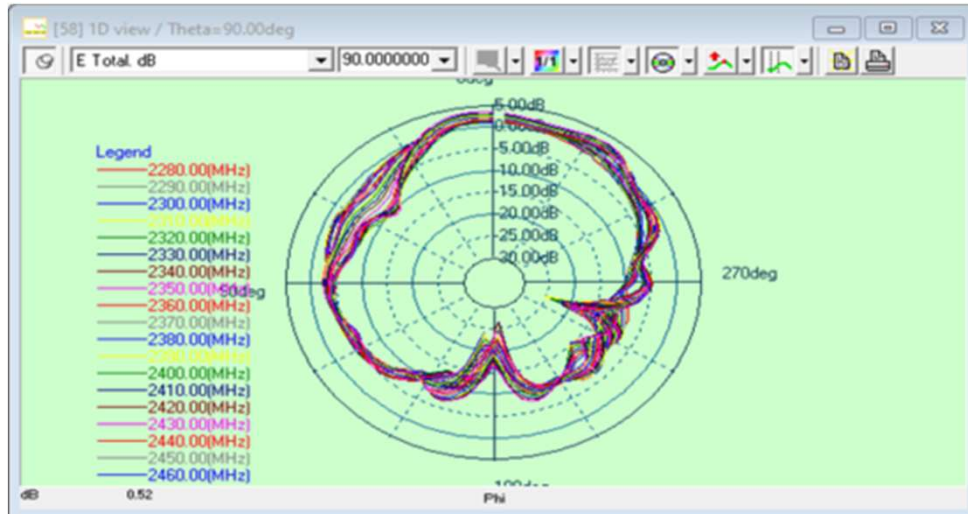 [58] 1D view / Theta=90.00deg
E Total. dB
90.0000000
1/1
5.00dB
0.00dB
-5.00dB
-10.00dB
-15.00dB
-20.00dB
-25.00dB
-30.00dB
Legend
2280.00(MHz)
2290.00(MHz)
2300.00(MHz)
2310.00(MHz)
2320.00(MHz)
2330.00(MHz)
2340.00(MHz)
2350.00(MHz)
2360.00(MHz)
2370.00(MHz)
2380.00(MHz)
2390.00(MHz)
2400.00(MHz)
2410.00(MHz)
2420.00(MHz)
2430.00(MHz)
2440.00(MHz)
2450.00(MHz)
2460.00(MHz)
90deg
270deg
dB
0.52
Phi